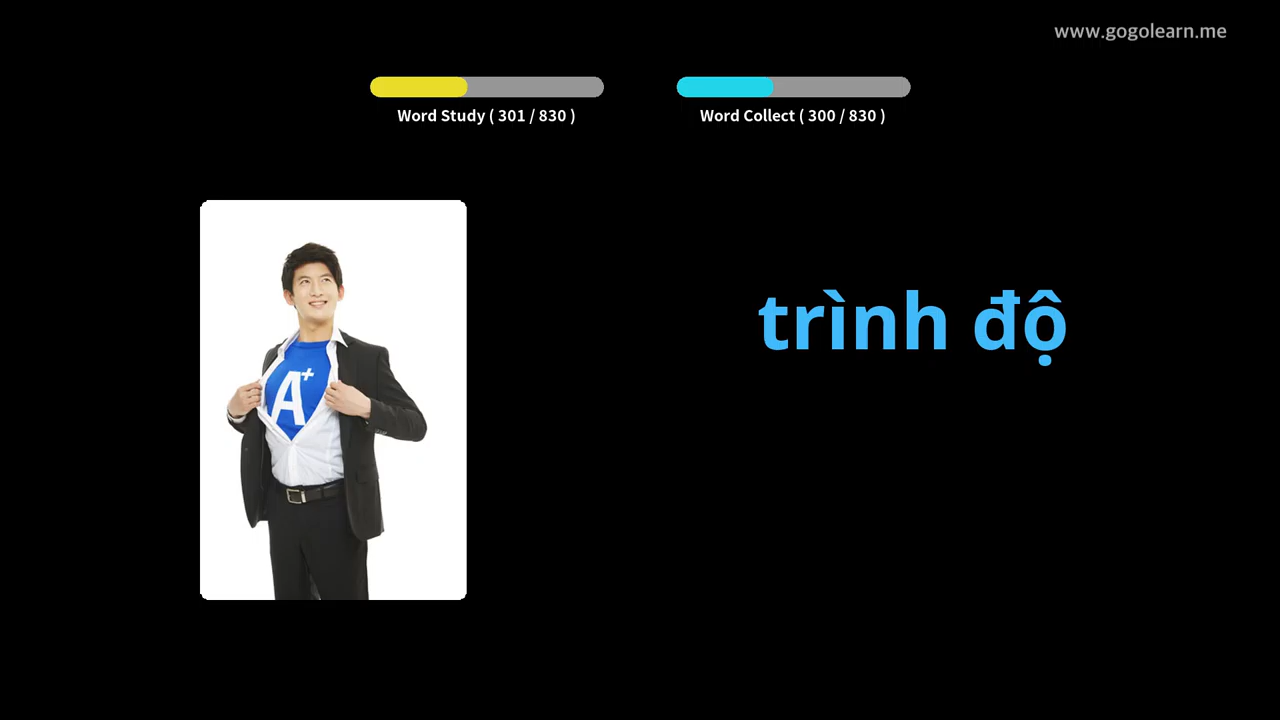 www.gogolearn.me
Word Study ( 301 / 830 )
Word Collect ( 300 / 830 )
trình độ
A+